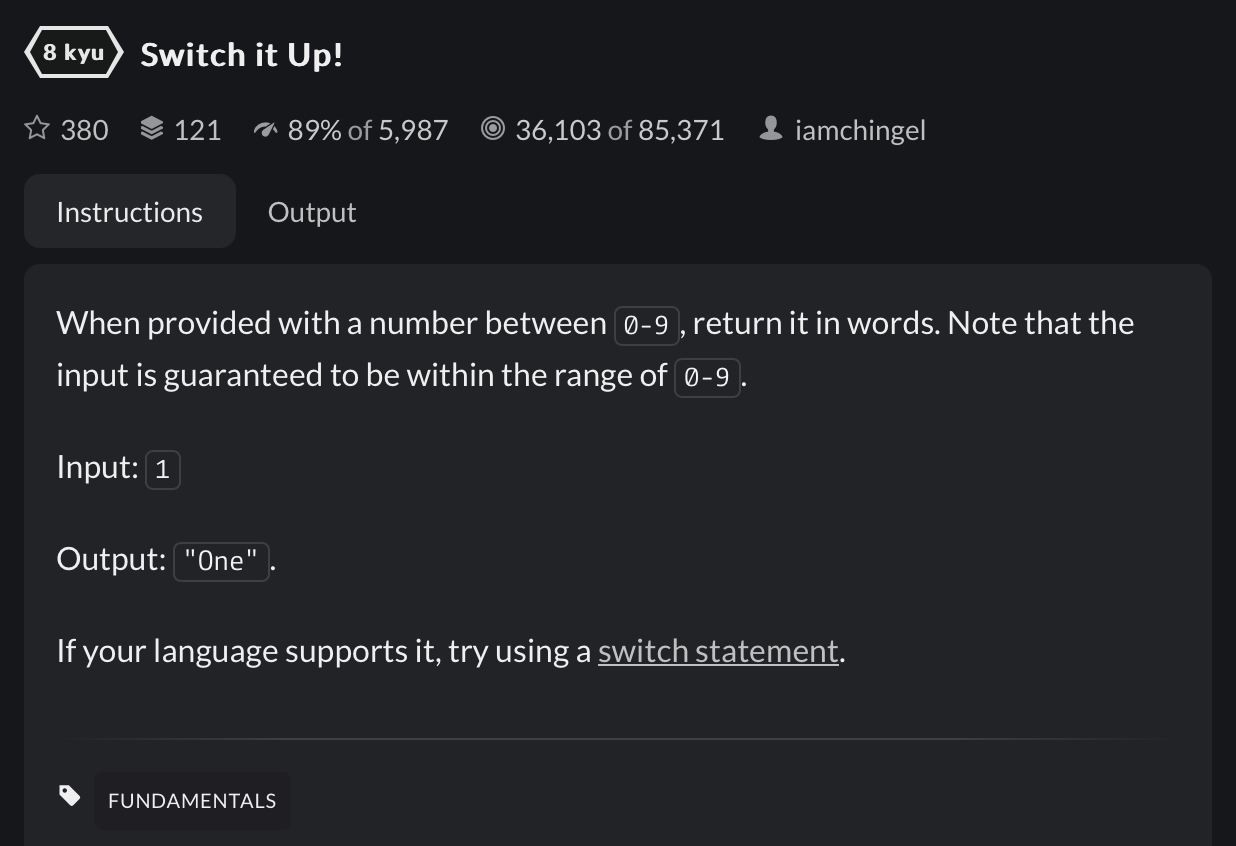 8 kyu Switch it Up!
380 121 89% of 5,987 36,103 of 85,371 iamchingel
Instructions Output
When provided with a number between 0-9, return it in words. Note that the
input is guaranteed to be within the range of 0-9.
Input: 1
Output: "One".
If your language supports it, try using a switch statement.
FUNDAMENTALS